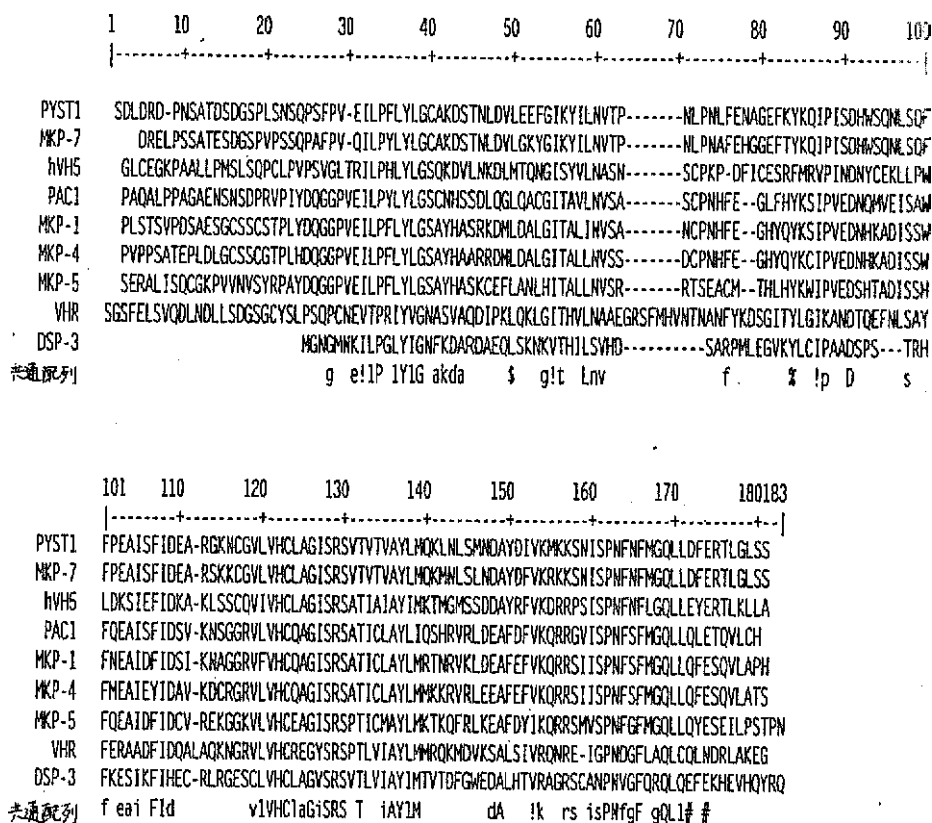 1 10 20 30 40 50 60 70 80 90 100
|--------+---------+---------+---------+---------+---------+---------+---------+---------+---------|
PYST1 SDLDRD-PNSATDSDGSPLSNSQPSFPV-EILPFLYLGCAKDSTNLDVLEEFGIKYILNVTP-------NLPNLFENAGEFKYKQIPISDHWSQNLSQF
MKP-7 DRELPSSATESDGSPVPSSQPAFPV-QILPYLYLGCAKDSTNLDVLGKYGIKYILNVTP-------NLPNAFEHGGEFTYKQIPISDHWSQNLSQF
hVH5 GLCEGKPAALLPMSLSQPCLPVPSVGLTRILPHLYLGSQKDVLNKDLMTQNGISYVLNASN-------SCPKP-DFICESRFMRVPINDNYCEKLLPW
PAC1 PAQALPPAGAENSNSDPRVPIYDQGGPVEILPYLYLGSCNHSSDLQGLQACGITAVLNVSA-------SCPNHFE--GLFHYKSIPVEDNQMVEISAW
MKP-1 PLSTSVPDSAESGCSSCSTPLYDQGGPVEILPFLYLGSAYHASRKDMLDALGITALINVSA-------NCPNHFE--GHYQYKSIPVEDNHKADISSW
MKP-4 PVPPSATEPLDLGCSSCGTPLHDQGGPVEILPFLYLGSAYHAARRDMLDALGITALLNVSS-------DCPNHFE--GHYQYKCIPVEDNHKADISSW
MKP-5 SERALISQCGKPVVNVSYRPAYDQGGPVEILPFLYLGSAYHASKCEFLANLHITALLNVSR-------RTSEACM--THLHYKWIPVEDSHTADISSH
VHR SGSFELSVQDLNDLLSDGSGCYSLPSQPCNEVTPRIYVGNASVAQDIPKLQKLGITHVLNAAEGRSFMHVNTNANFYKDSGITYLGIKANDTQEFNLSAY
DSP-3 MGNGMNKILPGLYIGNFKDARDAEQLSKNKVTHILSVHD----------SARPMLEGVKYLCIPAADSPS---TRH
共通配列 g e!lP lYlG akda $ g!t Lnv f . % !p D s
101 110 120 130 140 150 160 170 180183
|--------+---------+---------+---------+---------+---------+---------+---------+--|
PYST1 FPEAISFIDEA-RGKNCGVLVHCLAGISRSVTVTVAYLMQKLNLSMNDAYDIVKMKKSNISPNFNFMGQLLDFERTLGLSS
MKP-7 FPEAISFIDEA-RSKKCGVLVHCLAGISRSVTVTVAYLMQKMNLSLNDAYDFVKRKKSNISPNFNFMGQLLDFERTLGLSS
hVH5 LDKSIEFIDKA-KLSSCQVIVHCLAGISRSATIAIAYIMKTMGMSSDDAYRFVKDRRPSISPNFNFLGQLLEYERTLKLLA
PAC1 FQEAISFIDSV-KNSGGRVLVHCQAGISRSATICLAYLIQSHRVRLDEAFDFVKQRRGVISPNFSFMGQLLQLETQVLCH
MKP-1 FNEAIDFIDSI-KNAGGRVFVHCQAGISRSATICLAYLMRTNRVKLDEAFEFVKQRRSIISPNFSFMGQLLQFESQVLAPH
MKP-4 FMEAIEYIDAV-KDCRGRVLVHCQAGISRSATICLAYLMMKKRVRLEEAFEFVKQRRSIISPNFSFMGQLLQFESQVLATS
MKP-5 FQEAIDFIDCV-REKGGKVLVHCEAGISRSPTICMAYLMKTKQFRLKEAFDYIKQRRSMVSPNFGFMGQLLQYESEILPSTPN
VHR FERAADFIDQALAQKNGRVLVHCREGYSRSPTLVIAYLMMRQKMDVKSALSIVRQNRE-IGPNDGFLAQLCQLNDRLAKEG
DSP-3 FKESIKFIHEC-RLRGESCLVHCLAGVSRSVTLVIAYIMTVTDFGWEDALHTVRAGRSCANPNVGFQRQLQEFEKHEVHQYRQ
共通配列 f eai FId vlVHClaGiSRS T iAYlM dA !k rs isPNfgF gQLl# #